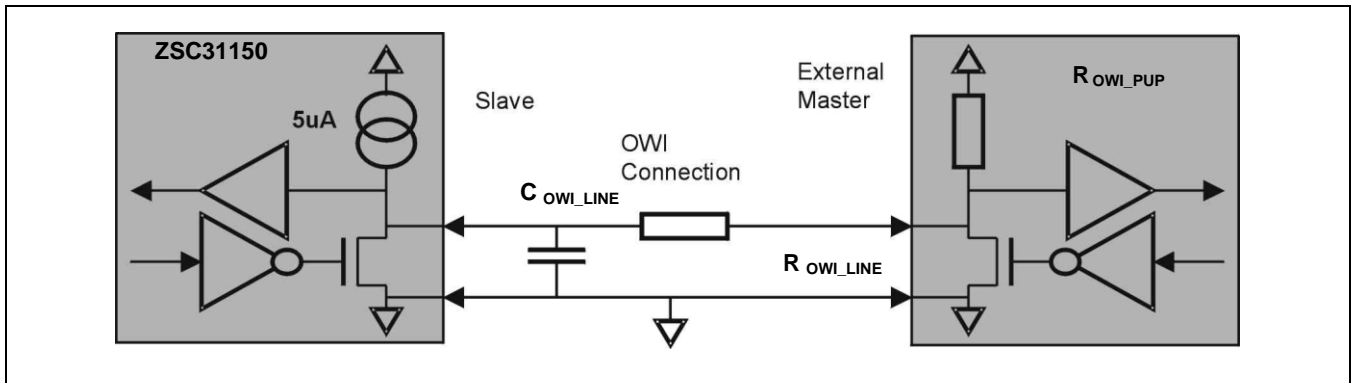 ZSC31150
5uA
Slave
C OWI_LINE
OWI
Connection
R OWI_LINE
External
Master
R OWI_PUP